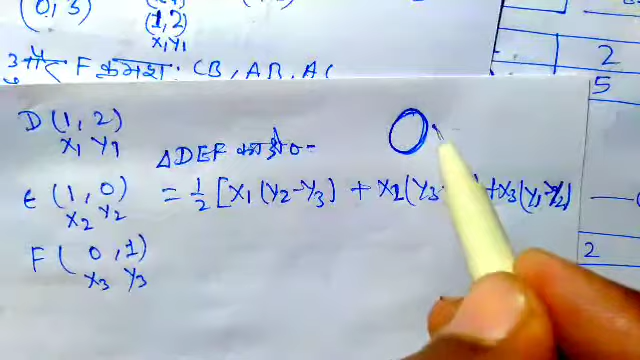 (0, 3)
(1, 2)
x₁ y₁
और F क्रमश: CB, AB, AC
2
5
D (1, 2)
x₁ y₁
ΔDEF का क्षे० =
E (1, 0)
x₂ y₂
= 1/2 [x₁ (y₂-y₃) + x₂ (y₃- ) + x₃ (y₁-y₂)
F ( 0, 1)
x₃ y₃
2